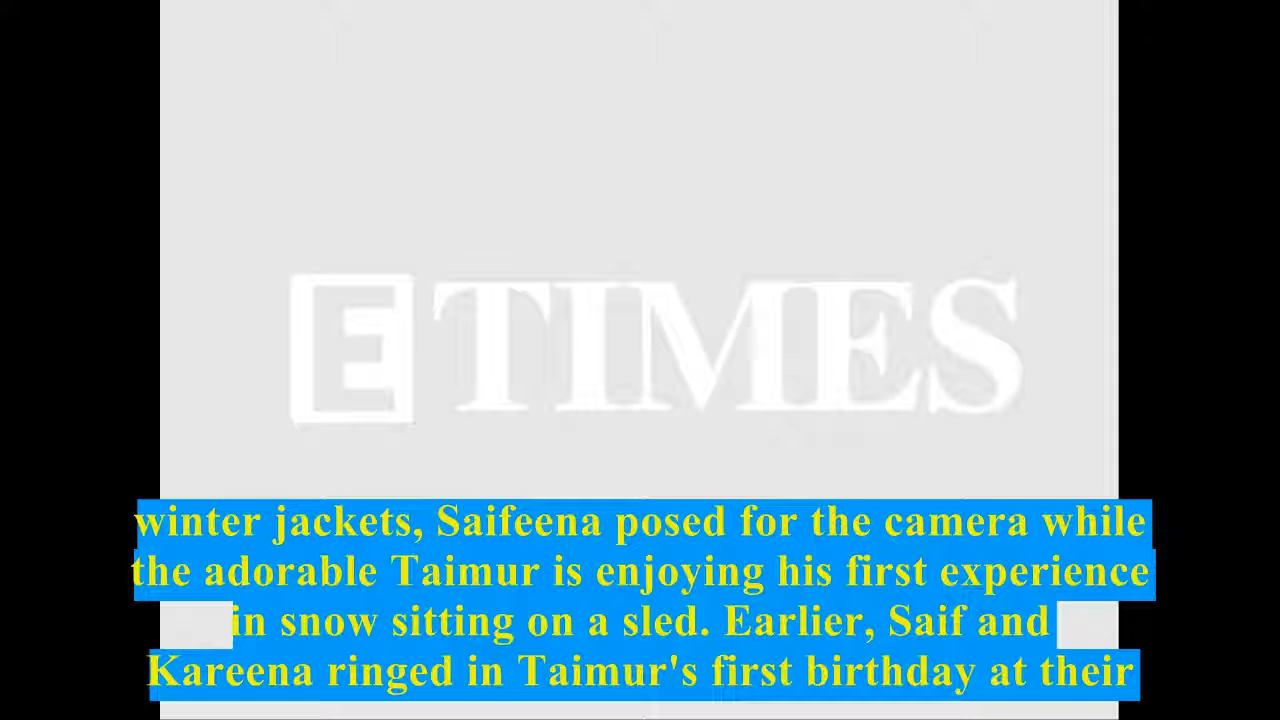 E TIMES
winter jackets, Saifeena posed for the camera while
the adorable Taimur is enjoying his first experience
in snow sitting on a sled. Earlier, Saif and
Kareena ringed in Taimur's first birthday at their